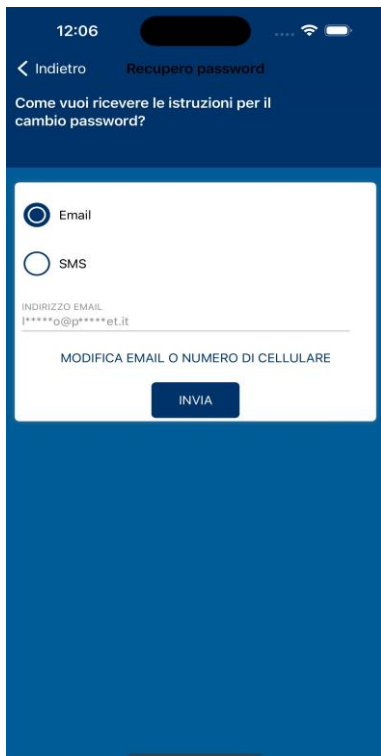 12:06
Indietro
Recupero password
Come vuoi ricevere le istruzioni per il
cambio password?
Email
SMS
INDIRIZZO EMAIL
l*****o@p*****et.it
MODIFICA EMAIL O NUMERO DI CELLULARE
INVIA